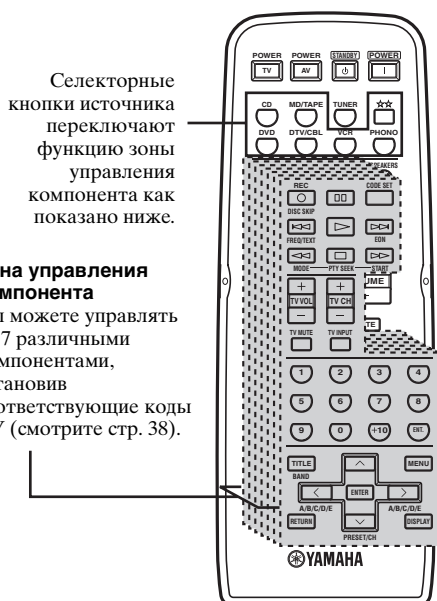 POWER POWER STANDBY POWER
TV AV
CD MD/TAPE TUNER
DVD DTV/CBL VCR PHONO
Селекторные
кнопки источника
переключают
функцию зоны
управления
компонента как
показано ниже.
REC CODE SET
DISC SKIP
FREQ/TEXT EON
MODE PTY SEEK START
+ +
TV VOL TV CH
– –
TV MUTE TV INPUT
на управления
мпонента
ы можете управлять
7 различными
мпонентами,
тановив
ответствующие коды
У (смотрите стр. 38).
1 2 3 4
5 6 7 8
9 0 +10 ENT.
TITLE MENU
BAND
ENTER
A/B/C/D/E A/B/C/D/E
RETURN DISPLAY
PRESET/CH
YAMAHA